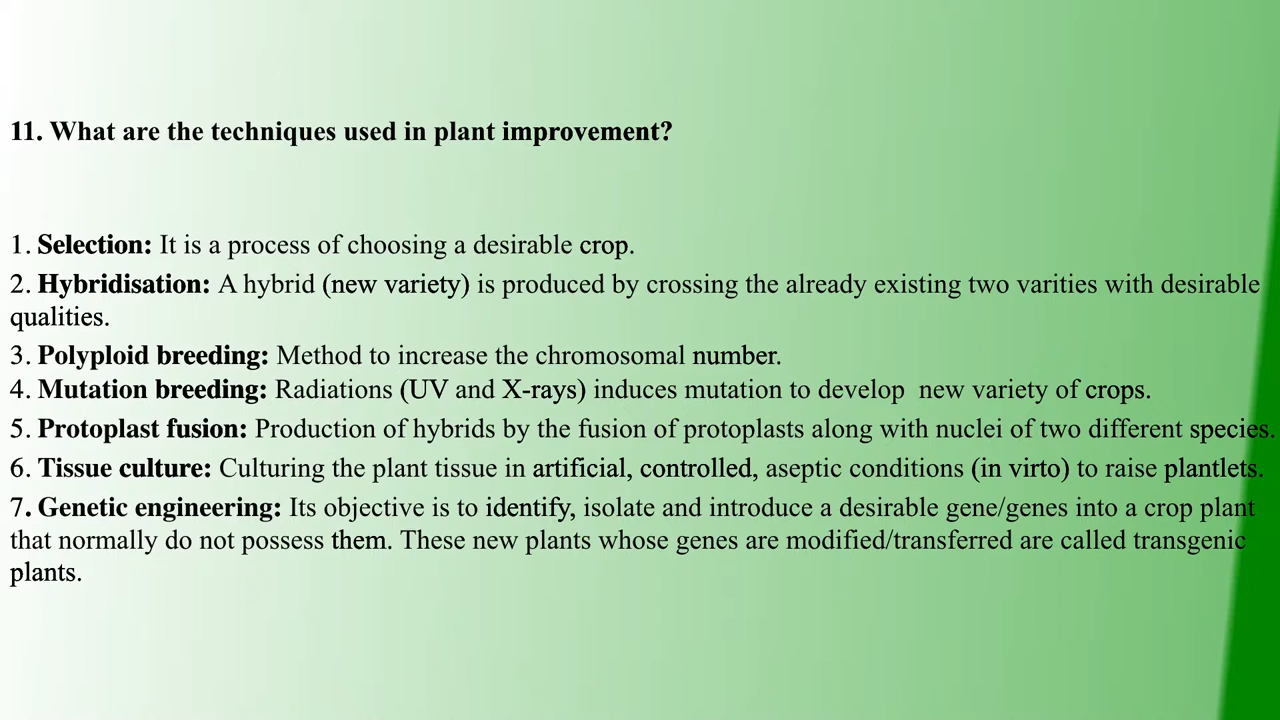 11. What are the techniques used in plant improvement?
1. Selection: It is a process of choosing a desirable crop.
2. Hybridisation: A hybrid (new variety) is produced by crossing the already existing two varities with desirable
qualities.
3. Polyploid breeding: Method to increase the chromosomal number.
4. Mutation breeding: Radiations (UV and X-rays) induces mutation to develop  new variety of crops.
5. Protoplast fusion: Production of hybrids by the fusion of protoplasts along with nuclei of two different species.
6. Tissue culture: Culturing the plant tissue in artificial, controlled, aseptic conditions (in virto) to raise plantlets.
7. Genetic engineering: Its objective is to identify, isolate and introduce a desirable gene/genes into a crop plant
that normally do not possess them. These new plants whose genes are modified/transferred are called transgenic
plants.